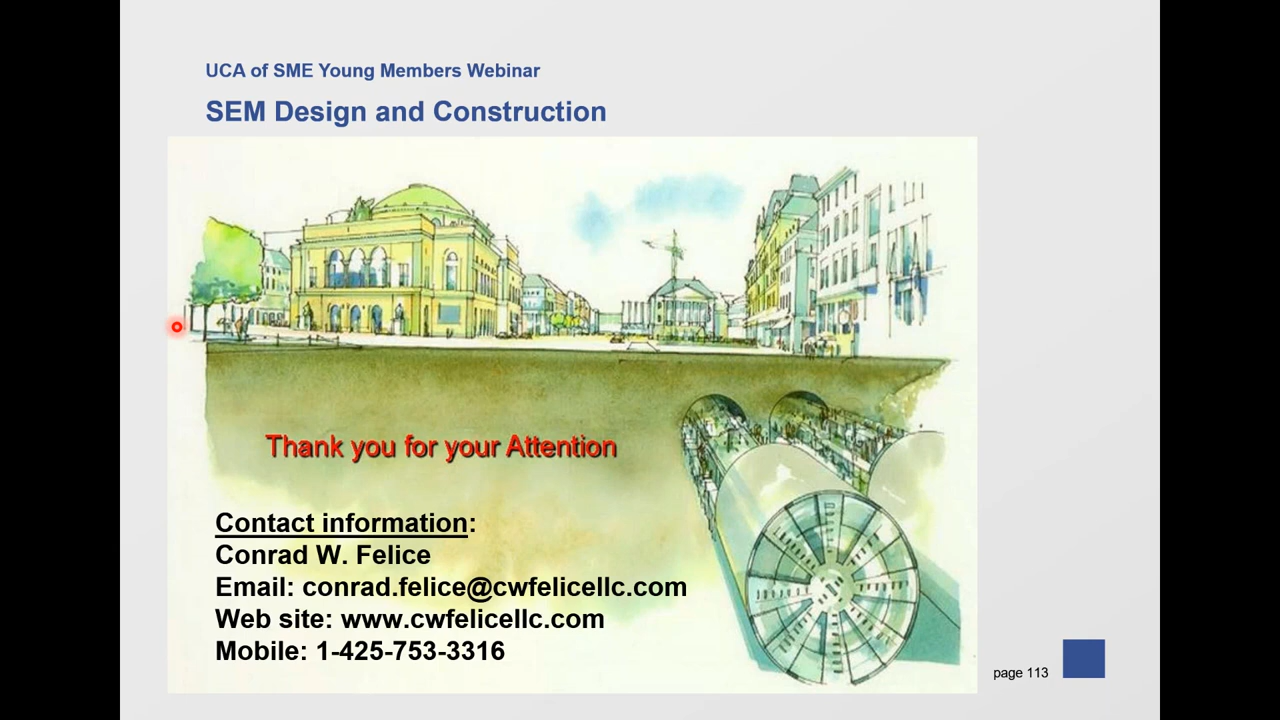 UCA of SME Young Members Webinar
SEM Design and Construction
Thank you for your Attention
Contact information:
Conrad W. Felice
Email: conrad.felice@cwfelicellc.com
Web site: www.cwfelicellc.com
Mobile: 1-425-753-3316
page 113